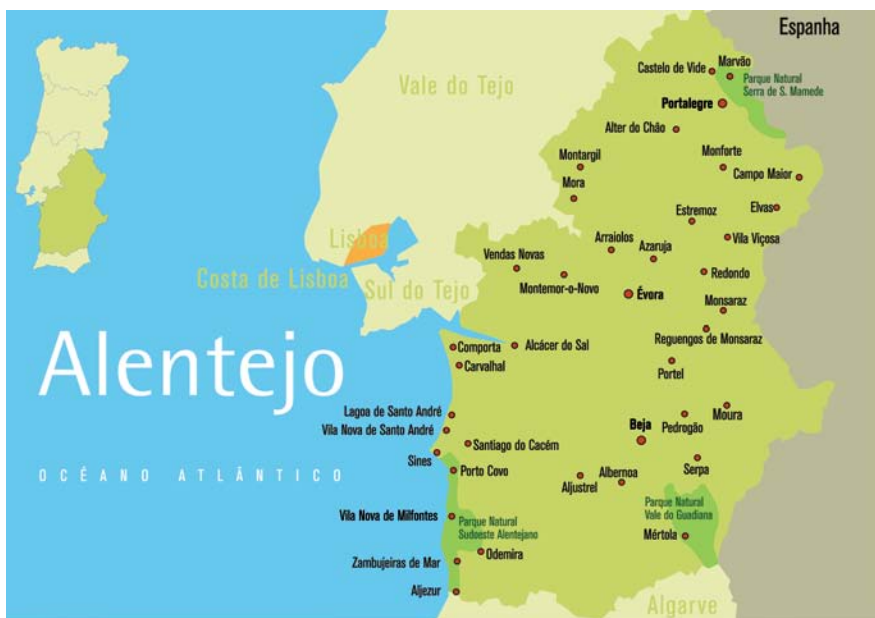 Espanha
Vale do Tejo
Castelo de Vide
Marvão
Parque Natural
Serra de S. Mamede
Portalegre
Alter do Chão
Montargil
Monforte
Mora
Campo Maior
Estremoz
Elvas
Lisboa
Arraiolos
Azaruja
Vila Viçosa
Vendas Novas
Costa de Lisboa
Sul do Tejo
Montemor-o-Novo
Redondo
Évora
Monsaraz
Alentejo
Comporta
Alcácer do Sal
Reguengos de Monsaraz
Carvalhal
Portel
Lagoa de Santo André
Vila Nova de Santo André
Moura
Pedrogão
Beja
Santiago do Cacém
Sines
Porto Covo
OCÉANO ATLÂNTICO
Albernoa
Aljustrel
Serpa
Parque Natural
Vale do Guadiana
Vila Nova de Milfontes
Parque Natural
Sudoeste Alentejano
Mértola
Odemira
Zambujeiras de Mar
Aljezur
Algarve